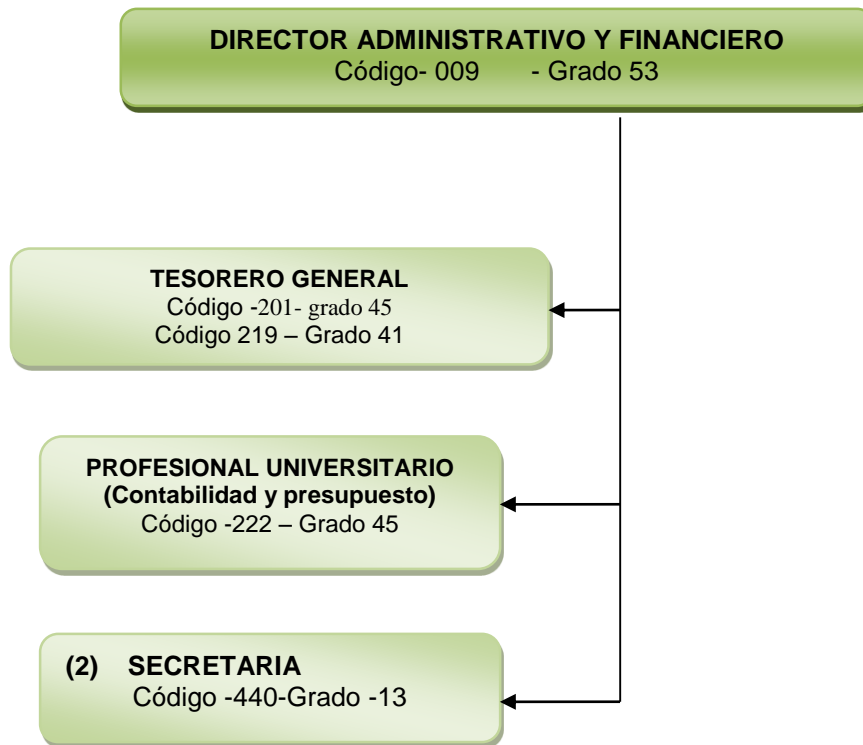 DIRECTOR ADMINISTRATIVO Y FINANCIERO
Código- 009 - Grado 53
TESORERO GENERAL
Código -201- grado 45
Código 219 – Grado 41
PROFESIONAL UNIVERSITARIO
(Contabilidad y presupuesto)
Código -222 – Grado 45
(2) SECRETARIA
Código -440-Grado -13